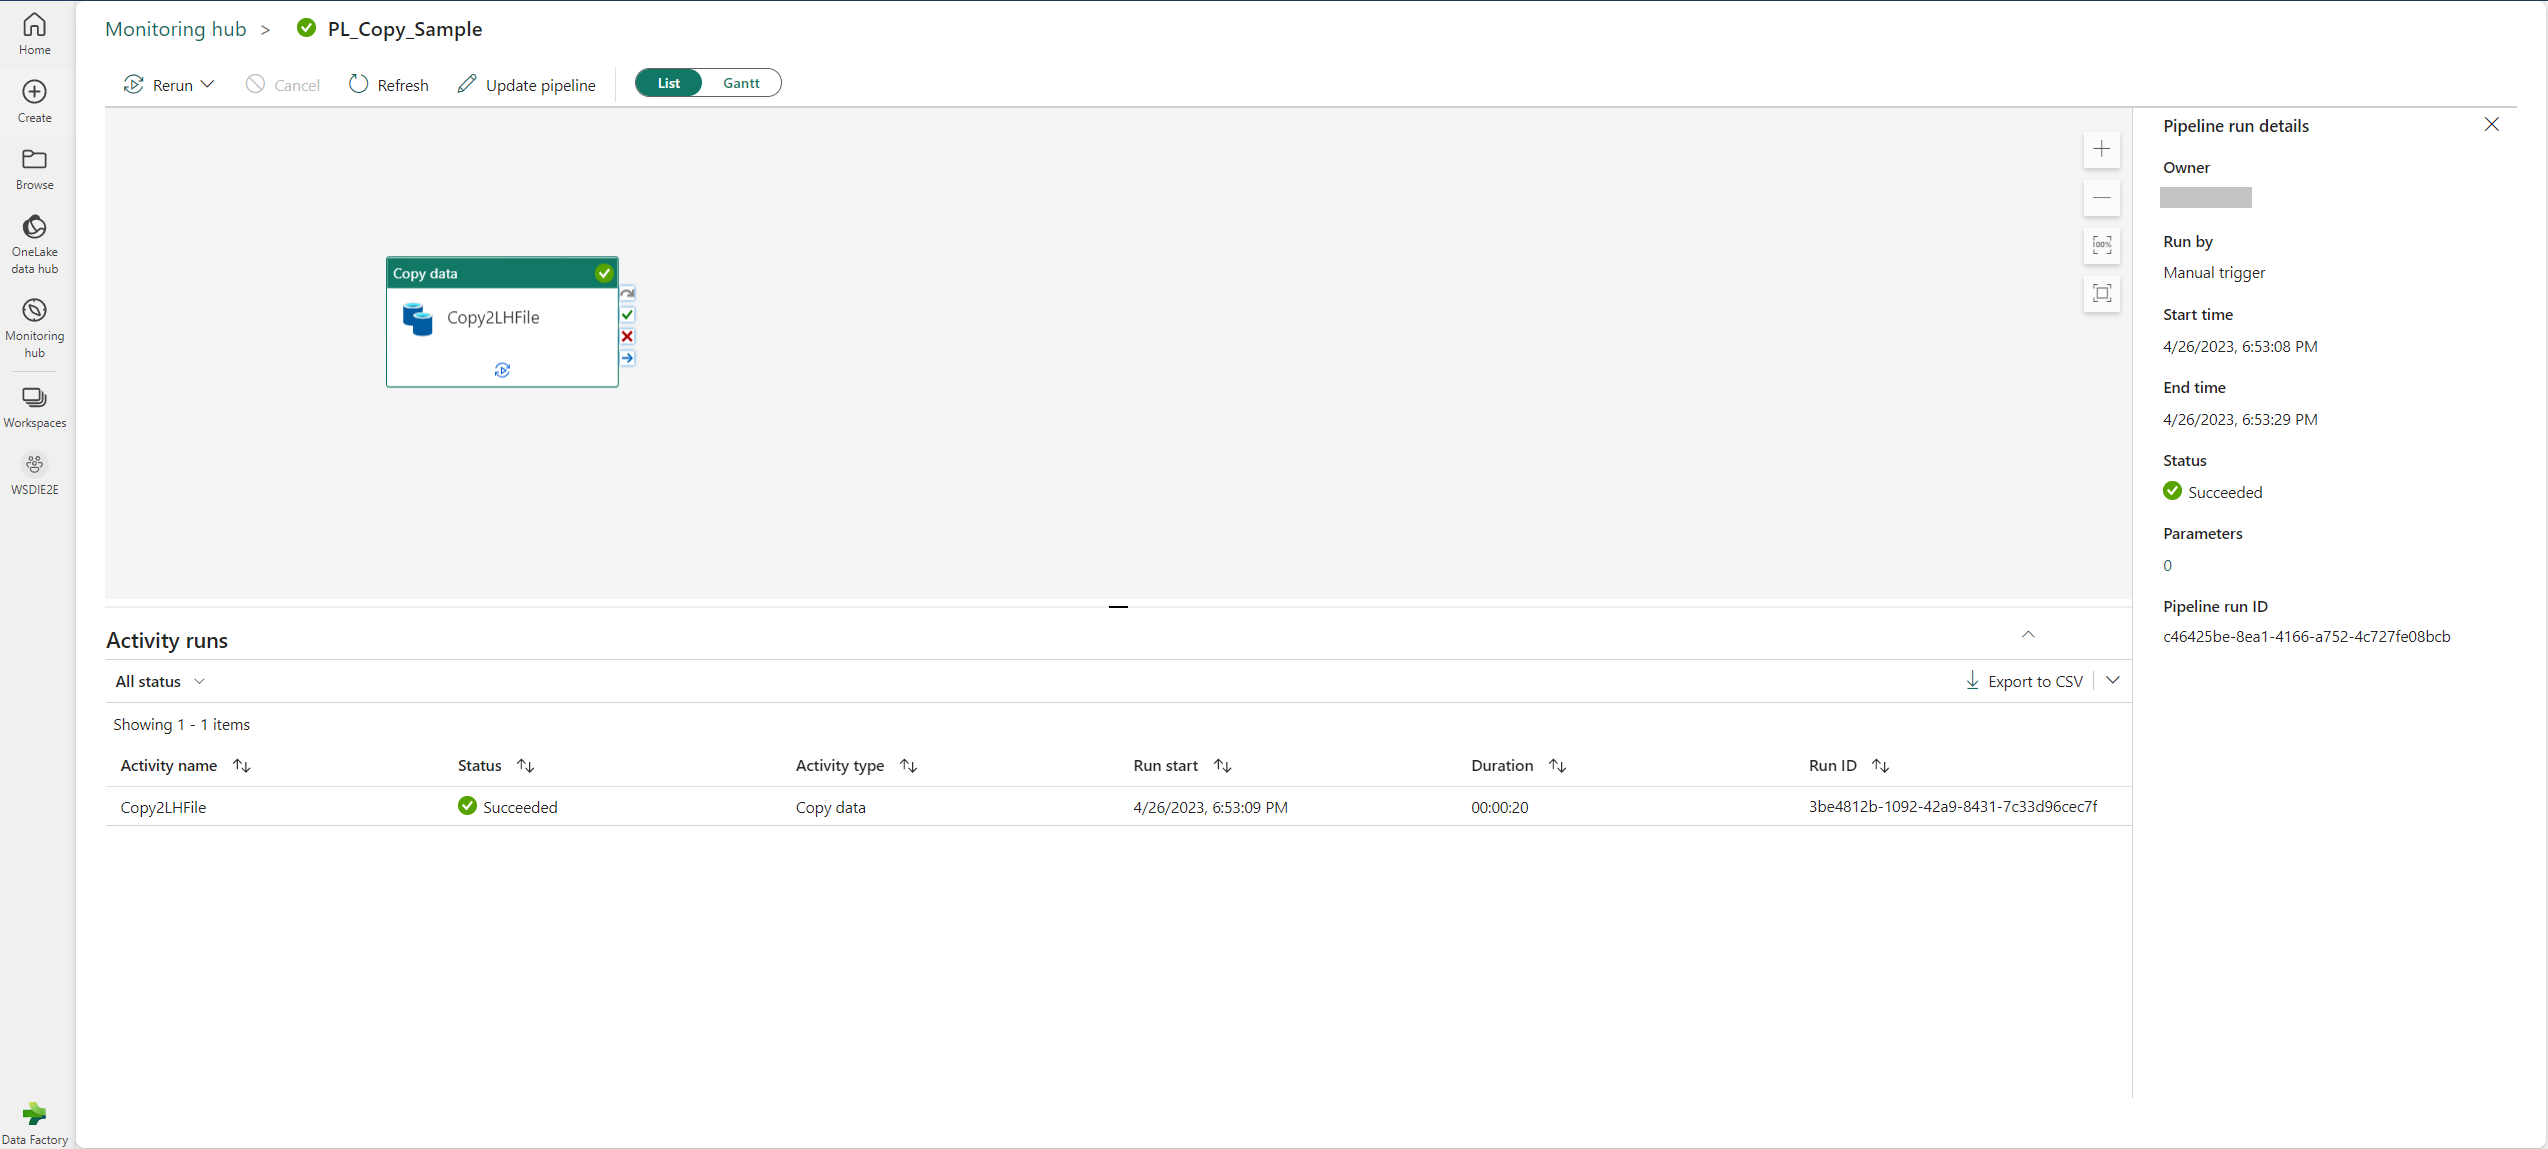 Home
Create
Browse
OneLake
data hub
Monitoring
hub
Workspaces
WSDIE2E
Data Factory
Monitoring hub > PL_Copy_Sample
Rerun Cancel Refresh Update pipeline List Gantt
Copy data
Copy2LHFile
100%
Pipeline run details
Owner
Run by
Manual trigger
Start time
4/26/2023, 6:53:08 PM
End time
4/26/2023, 6:53:29 PM
Status
Succeeded
Parameters
0
Pipeline run ID
c46425be-8ea1-4166-a752-4c727fe08bcb
Activity runs
All status Export to CSV
Showing 1 - 1 items
Activity name Status Activity type Run start Duration Run ID
Copy2LHFile Succeeded Copy data 4/26/2023, 6:53:09 PM 00:00:20 3be4812b-1092-42a9-8431-7c33d96cec7f